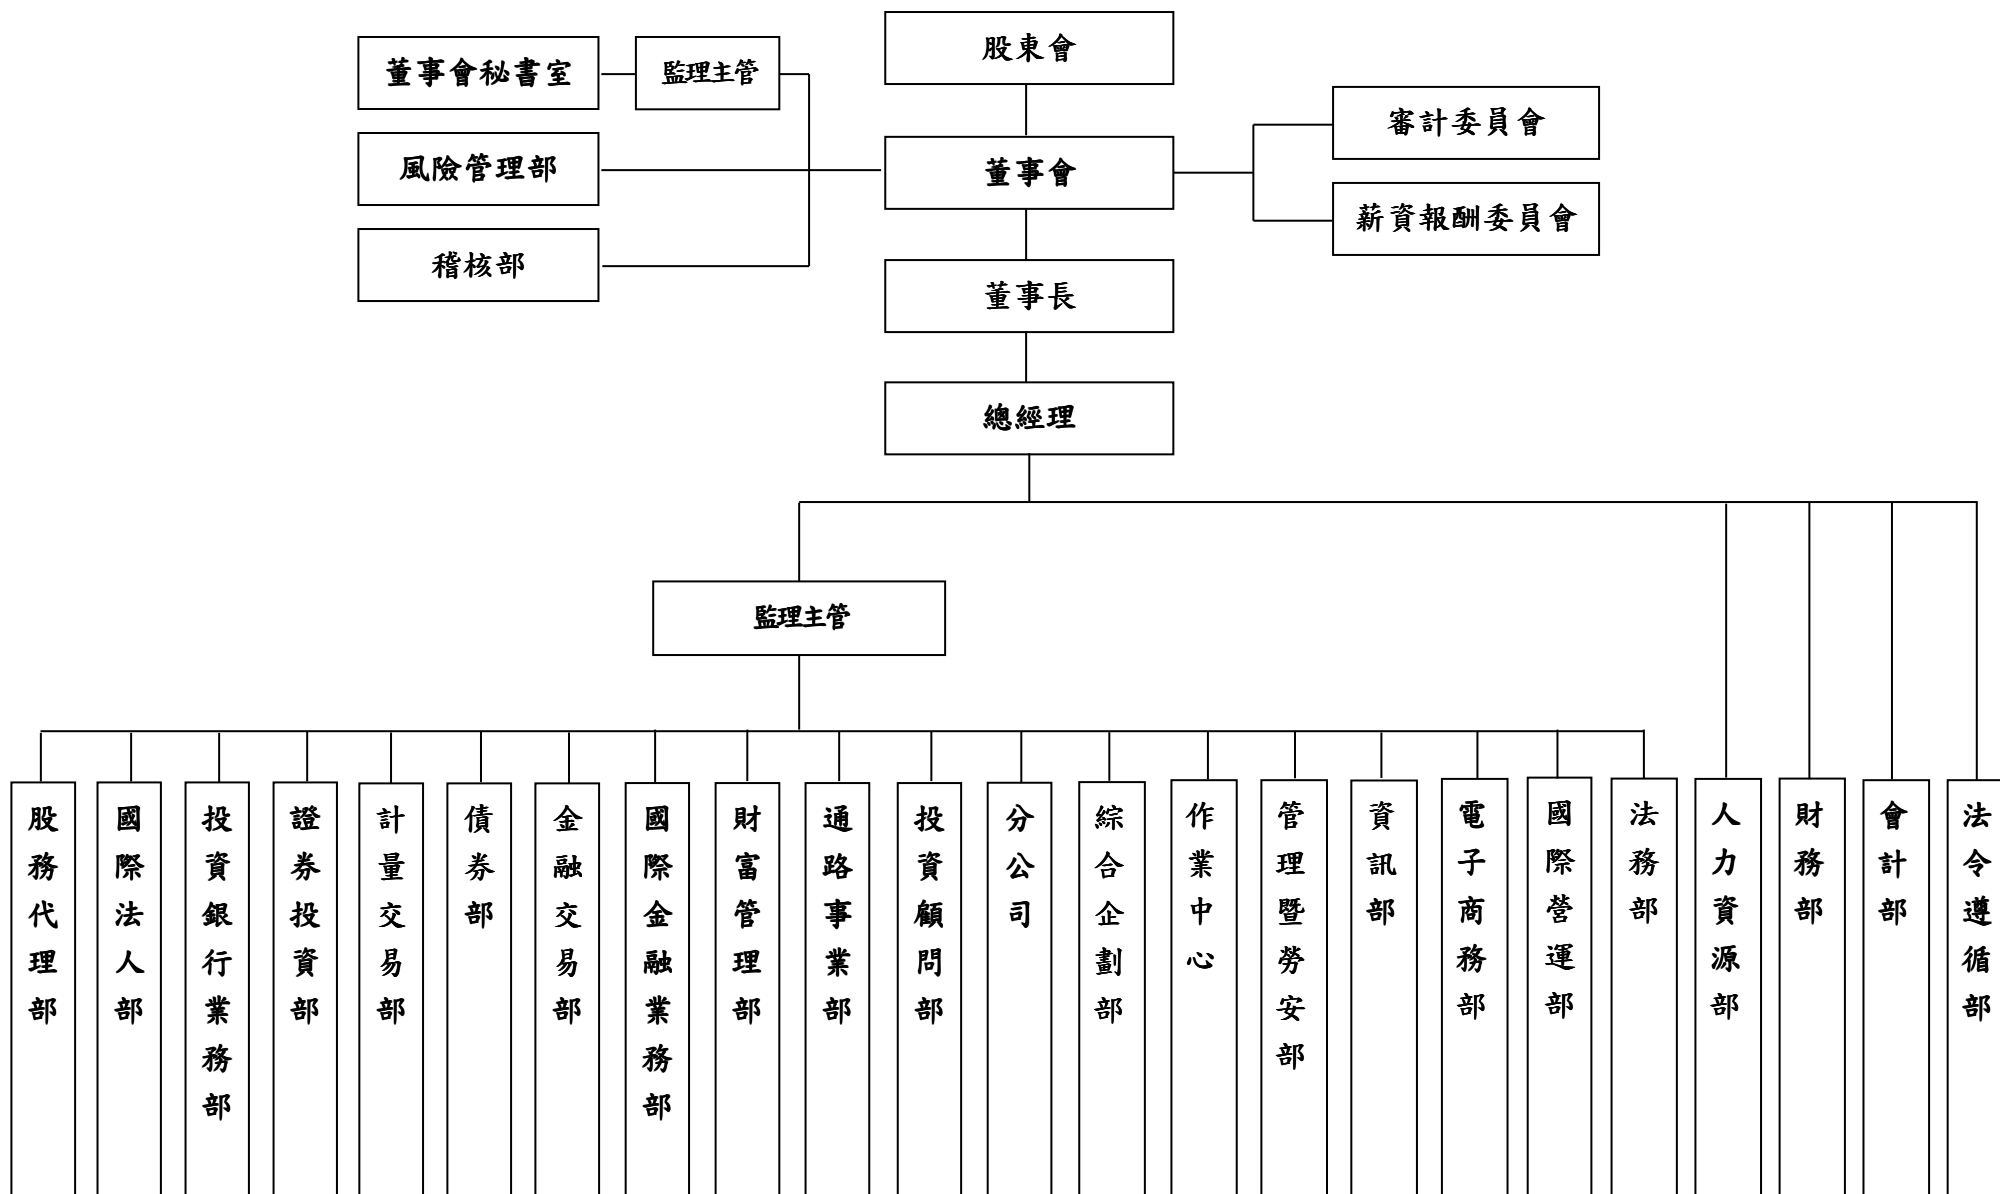 股東會
董事會秘書室
監理主管
審計委員會
風險管理部
董事會
薪資報酬委員會
稽核部
董事長
總經理
監理主管
股務代理部
國際法人部
投資銀行業務部
證券投資部
計量交易部
債券部
金融交易部
國際金融業務部
財富管理部
通路事業部
投資顧問部
分公司
綜合企劃部
作業中心
管理暨勞安部
資訊部
電子商務部
國際營運部
法務部
人力資源部
財務部
會計部
法令遵循部